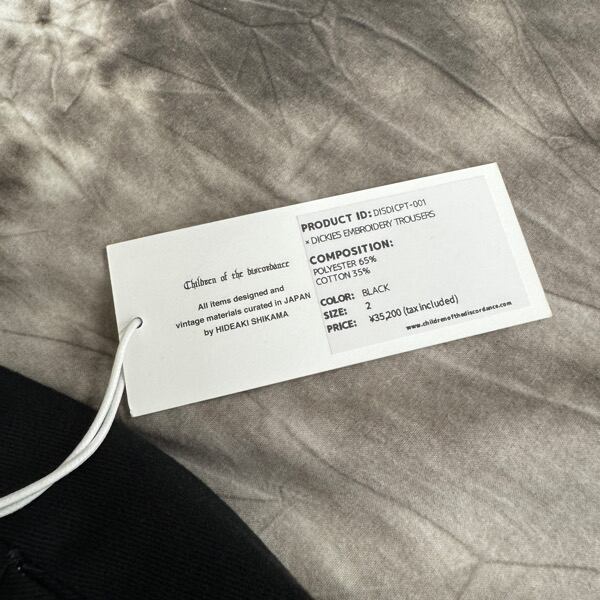 Children of the discordance
All items designed and
vintage materials curated in JAPAN
by HIDEAKI SHIKAMA
PRODUCT ID: DISDICPT-001
× DICKIES EMBROIDERY TROUSERS
COMPOSITION:
POLYESTER 65%
COTTON 35%
COLOR: BLACK
SIZE: 2
PRICE: ¥35,200 (tax included)
www.childrenofthediscordance.com